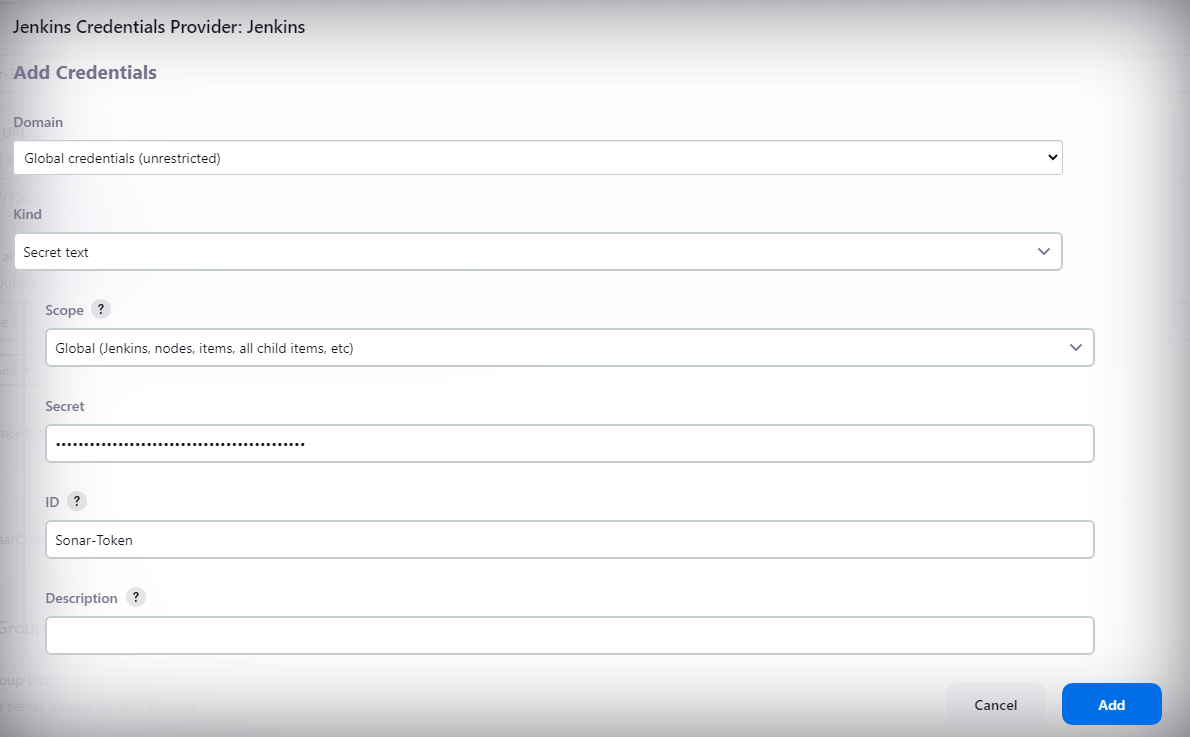 Jenkins Credentials Provider: Jenkins
Add Credentials
Domain
Global credentials (unrestricted)
Kind
Secret text
Scope ?
Global (Jenkins, nodes, items, all child items, etc)
Secret
••••••••••••••••••••••••••••••••••••••••••••
ID ?
Sonar-Token
Description ?
Cancel
Add